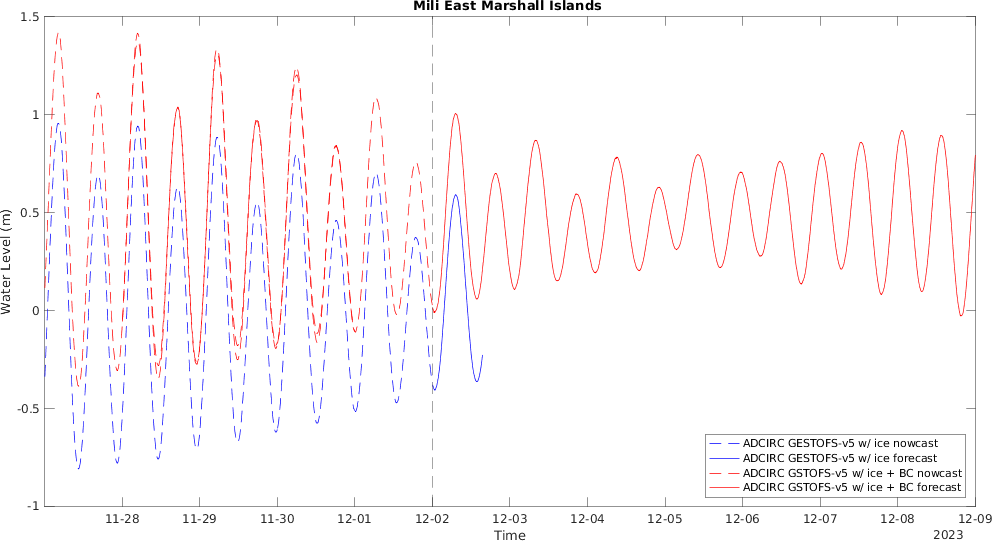 Mili East Marshall Islands
1.5
1
0.5
0
-0.5
-1
Water Level (m)
ADCIRC GESTOFS-v5 w/ ice nowcast
ADCIRC GESTOFS-v5 w/ ice forecast
ADCIRC GSTOFS-v5 w/ ice + BC nowcast
ADCIRC GSTOFS-v5 w/ ice + BC forecast
11-28 11-29 11-30 12-01 12-02 12-03 12-04 12-05 12-06 12-07 12-08 12-09
Time
2023